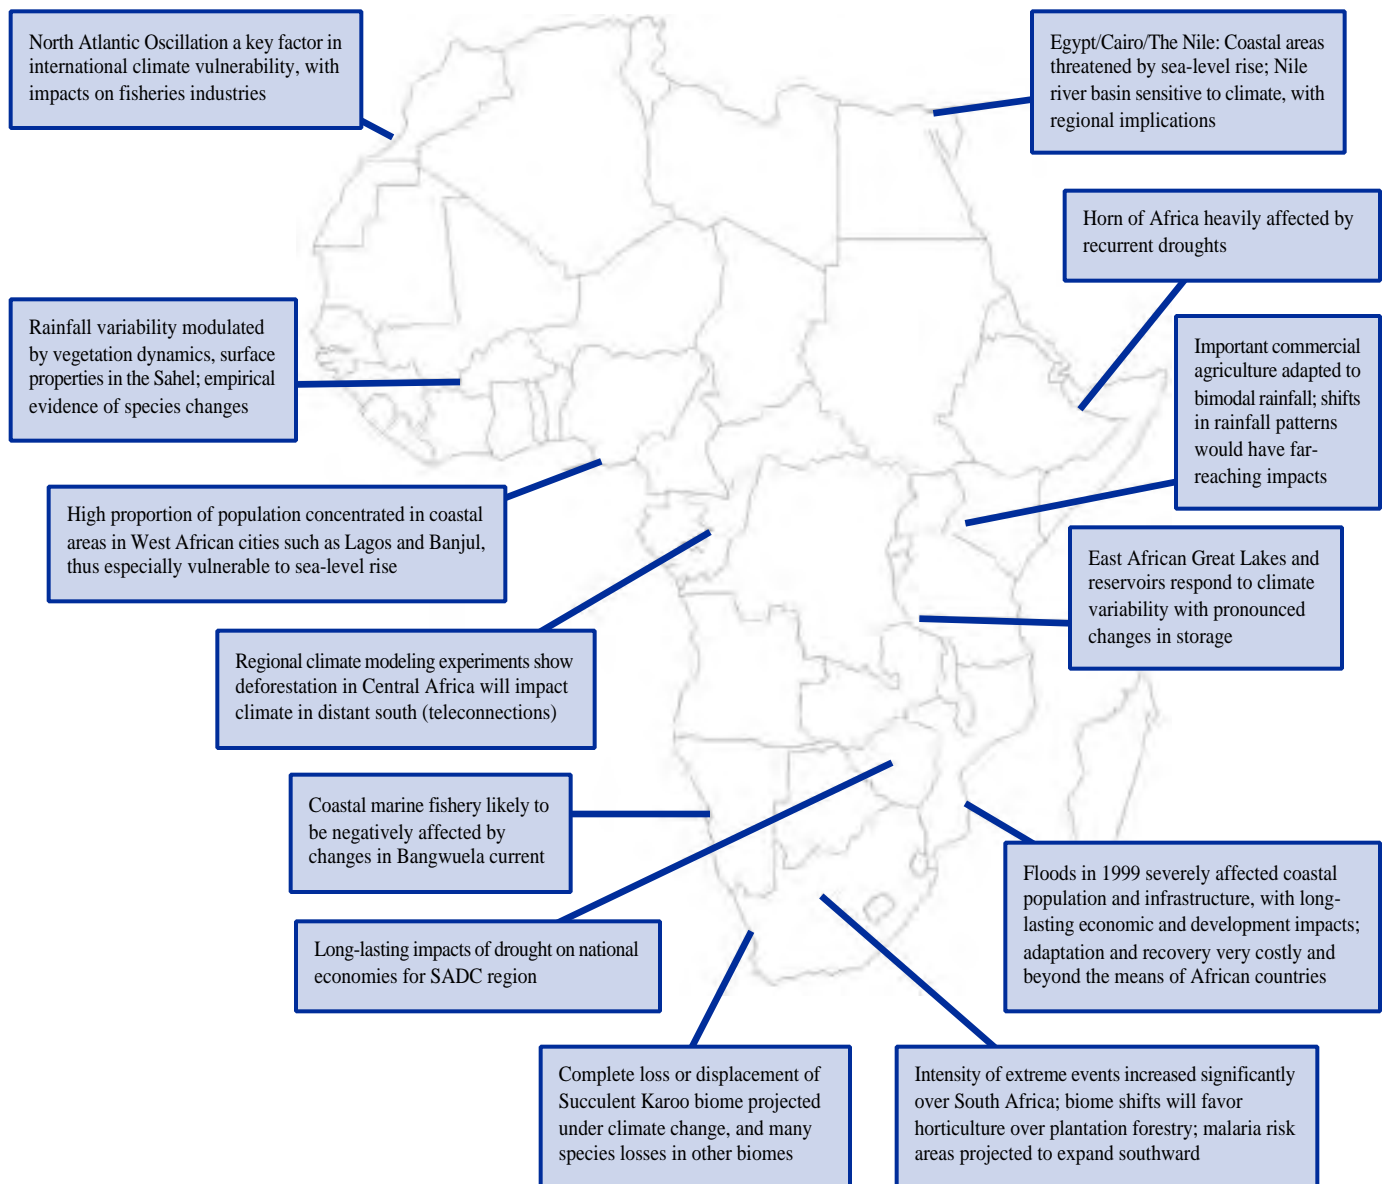 North Atlantic Oscillation a key factor in
international climate vulnerability, with
impacts on fisheries industries
Egypt/Cairo/The Nile: Coastal areas
threatened by sea-level rise; Nile
river basin sensitive to climate, with
regional implications
Horn of Africa heavily affected by
recurrent droughts
Rainfall variability modulated
by vegetation dynamics, surface
properties in the Sahel; empirical
evidence of species changes
Important commercial
agriculture adapted to
bimodal rainfall; shifts
in rainfall patterns
would have far-
reaching impacts
High proportion of population concentrated in coastal
areas in West African cities such as Lagos and Banjul,
thus especially vulnerable to sea-level rise
East African Great Lakes and
reservoirs respond to climate
variability with pronounced
changes in storage
Regional climate modeling experiments show
deforestation in Central Africa will impact
climate in distant south (teleconnections)
Coastal marine fishery likely to
be negatively affected by
changes in Bangwuela current
Floods in 1999 severely affected coastal
population and infrastructure, with long-
lasting economic and development impacts;
adaptation and recovery very costly and
beyond the means of African countries
Long-lasting impacts of drought on national
economies for SADC region
Complete loss or displacement of
Succulent Karoo biome projected
under climate change, and many
species losses in other biomes
Intensity of extreme events increased significantly
over South Africa; biome shifts will favor
horticulture over plantation forestry; malaria risk
areas projected to expand southward